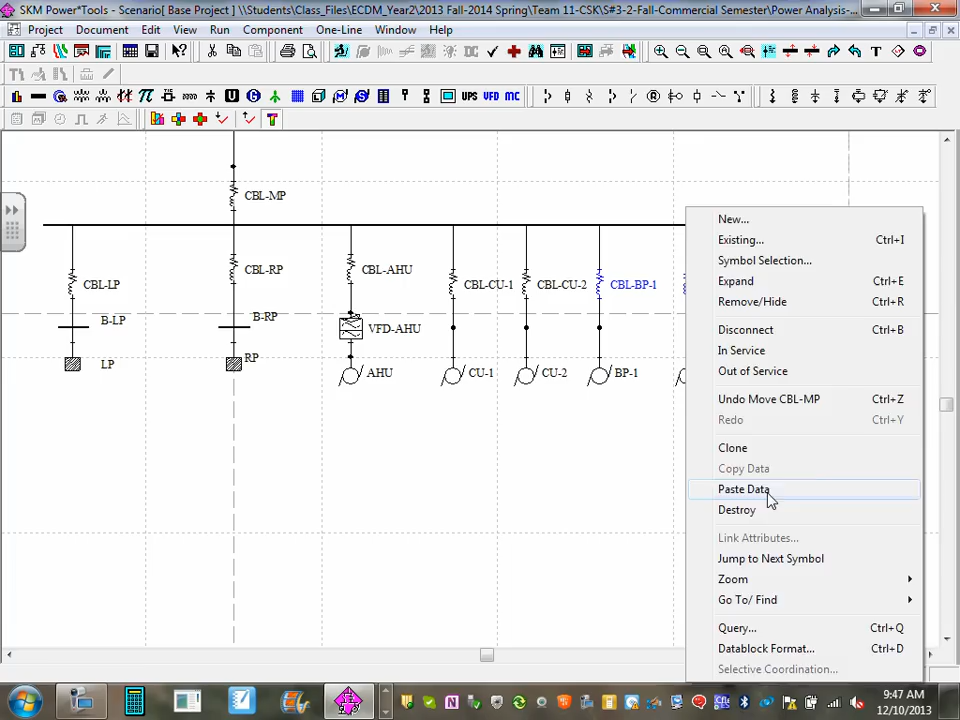 SKM Power*Tools - Scenario[ Base Project ] \\Students\Class_Files\ECDM_Year2\2013 Fall-2014 Spring\Team 11-CSK\S#3-2-Fall-Commercial Semester\Power Analysis-...
Project Document Edit View Run Component One-Line Window Help
UPS VFD MC
CBL-MP
CBL-LP
CBL-RP
CBL-AHU
CBL-CU-1
CBL-CU-2
CBL-BP-1
B-LP
B-RP
VFD-AHU
LP
RP
AHU
CU-1
CU-2
BP-1
New...
Existing... Ctrl+I
Symbol Selection...
Expand Ctrl+E
Remove/Hide Ctrl+R
Disconnect Ctrl+B
In Service
Out of Service
Undo Move CBL-MP Ctrl+Z
Redo Ctrl+Y
Clone
Copy Data
Paste Data
Destroy
Link Attributes...
Jump to Next Symbol
Zoom
Go To/ Find
Query... Ctrl+Q
Datablock Format... Ctrl+D
Selective Coordination...
9:47 AM
12/10/2013